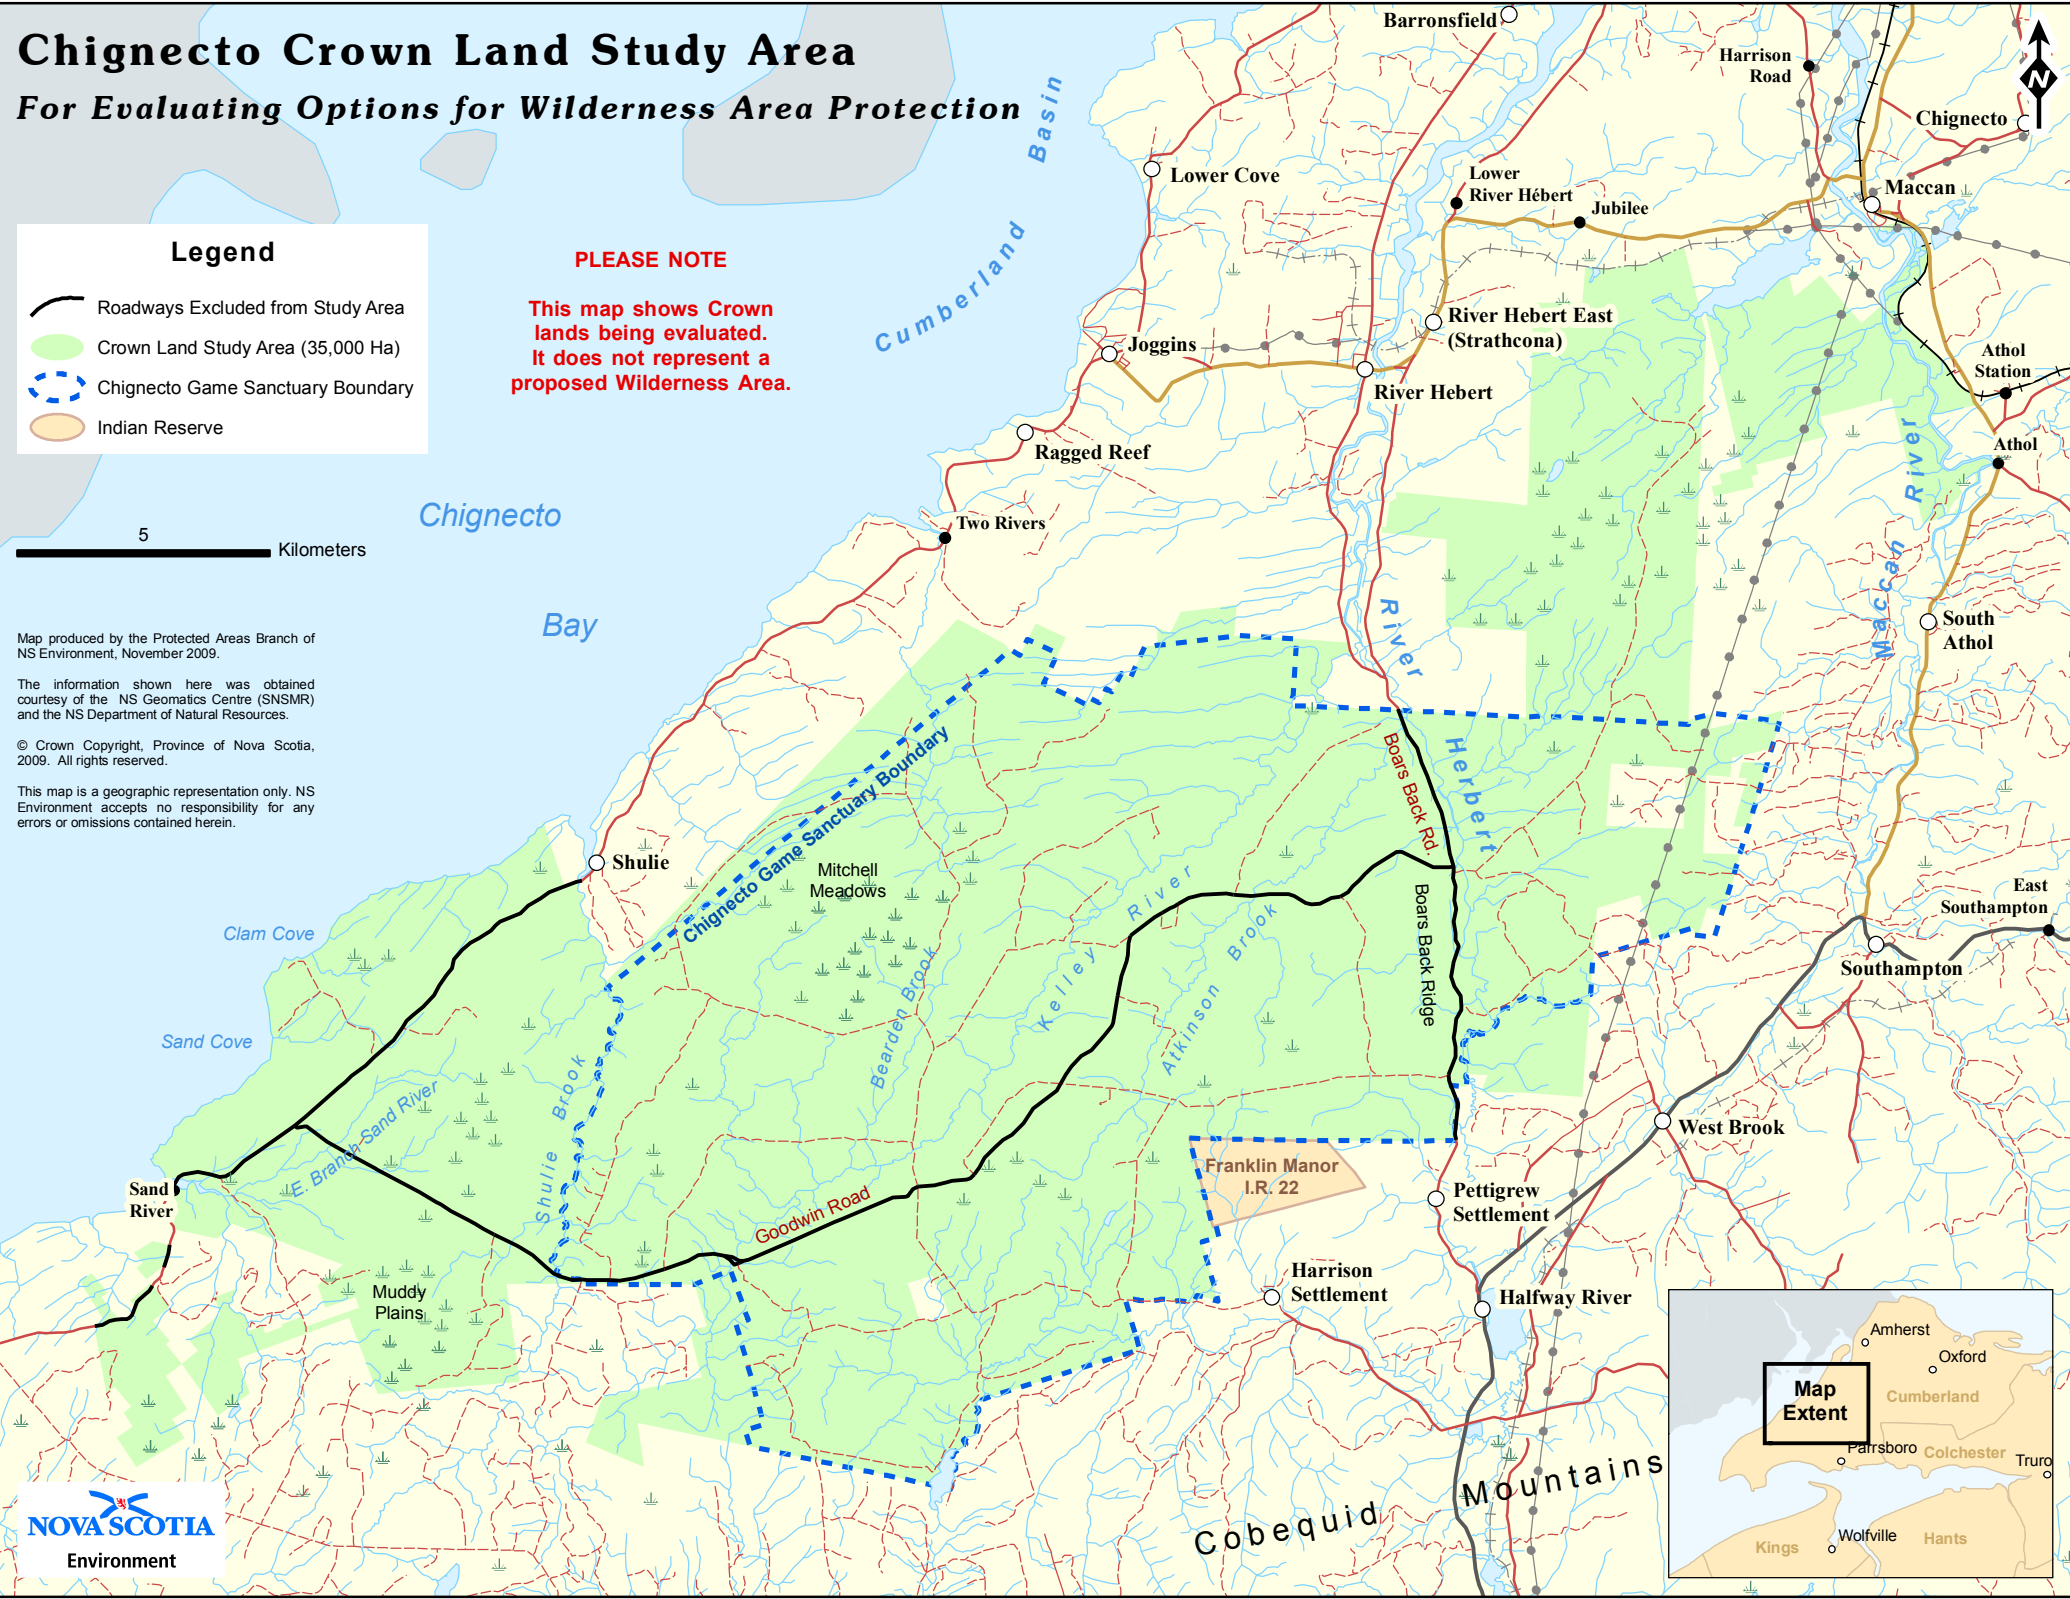 Chignecto Crown Land Study Area
For Evaluating Options for Wilderness Area Protection
Legend
Roadways Excluded from Study Area
Crown Land Study Area (35,000 Ha)
Chignecto Game Sanctuary Boundary
Indian Reserve
PLEASE NOTE
This map shows Crown
lands being evaluated.
It does not represent a
proposed Wilderness Area.
5
Kilometers
Map produced by the Protected Areas Branch of
NS Environment, November 2009.
The information shown here was obtained
courtesy of the NS Geomatics Centre (SNSMR)
and the NS Department of Natural Resources.
© Crown Copyright, Province of Nova Scotia,
2009. All rights reserved.
This map is a geographic representation only. NS
Environment accepts no responsibility for any
errors or omissions contained herein.
Cumberland Basin
Chignecto
Bay
Barronsfield
Harrison
Road
N
Chignecto
Lower Cove
Lower
River Hébert
Jubilee
Maccan
River Hebert East
(Strathcona)
Joggins
River Hebert
Athol
Station
Athol
Ragged Reef
Two Rivers
Maccan River
South
Athol
River Herbert
Boars Back Rd.
Boars Back Ridge
Chignecto Game Sanctuary Boundary
Shulie
Mitchell
Meadows
Kelley River
Atkinson Brook
Bearden Brook
East
Southampton
Southampton
Clam Cove
Sand Cove
E. Branch Sand River
Shulie Brook
West Brook
Franklin Manor
I.R. 22
Goodwin Road
Sand
River
Pettigrew
Settlement
Harrison
Settlement
Halfway River
Muddy
Plains
Cobequid Mountains
Amherst
Oxford
Map
Extent
Cumberland
Parrsboro
Colchester
Truro
Wolfville
Kings
Hants
NOVA SCOTIA
Environment